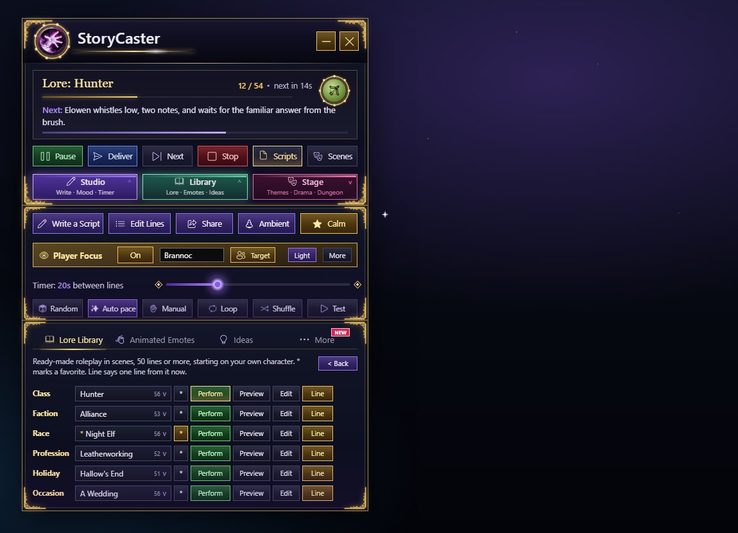 StoryCaster
Lore: Hunter
12 / 54 • next in 14s
Next: Elowen whistles low, two notes, and waits for the familiar answer from the
brush.
Pause
Deliver
Next
Stop
Scripts
Scenes
Studio ^
Write · Mood · Timer
Library ^
Lore · Emotes · Ideas
Stage v
Themes · Drama · Dungeon
Write a Script
Edit Lines
Share
Ambient
Calm
Player Focus
On
Brannoc
Target
Light
More
Timer: 20s between lines
Random
Auto pace
Manual
Loop
Shuffle
Test
Lore Library
Animated Emotes
Ideas
··· More
NEW
Ready-made roleplay in scenes, 50 lines or more, starting on your own character. *
marks a favorite. Line says one line from it now.
< Back
Class Hunter 56 v * Perform Preview Edit Line
Faction Alliance 53 v * Perform Preview Edit Line
Race * Night Elf 56 v * Perform Preview Edit Line
Profession Leatherworking 52 v * Perform Preview Edit Line
Holiday Hallow's End 51 v * Perform Preview Edit Line
Occasion A Wedding 56 v * Perform Preview Edit Line